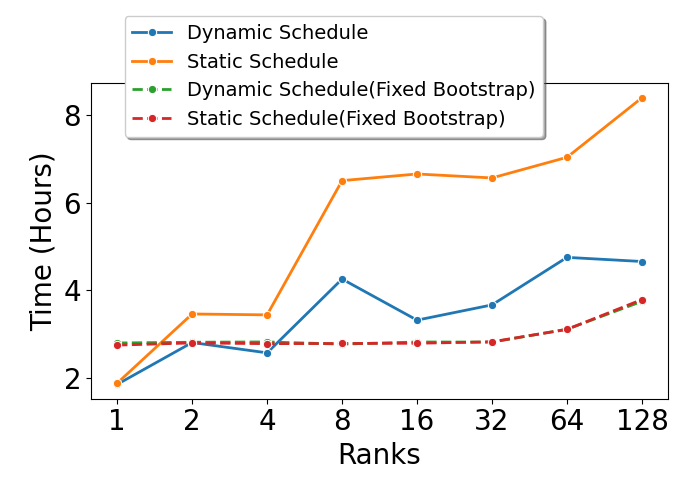 Dynamic Schedule
Static Schedule
Dynamic Schedule(Fixed Bootstrap)
Static Schedule(Fixed Bootstrap)
8
6
4
2
Time (Hours)
1 2 4 8 16 32 64 128
Ranks